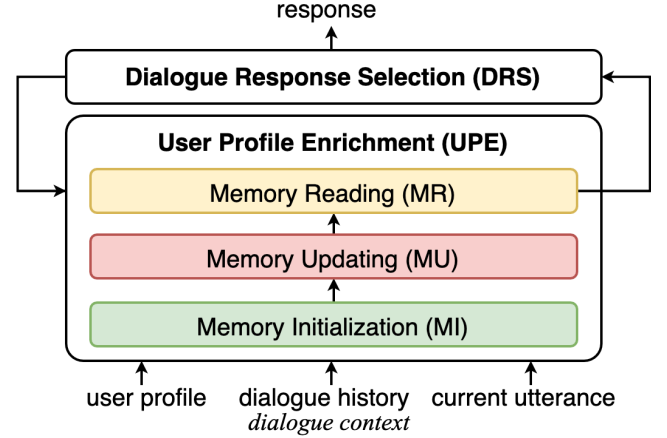 response
Dialogue Response Selection (DRS)
User Profile Enrichment (UPE)
Memory Reading (MR)
Memory Updating (MU)
Memory Initialization (MI)
user profile dialogue history current utterance
dialogue context